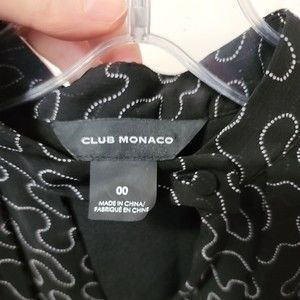 CLUB MONACO
00
MADE IN CHINA/
FABRIQUÉ EN CHINE